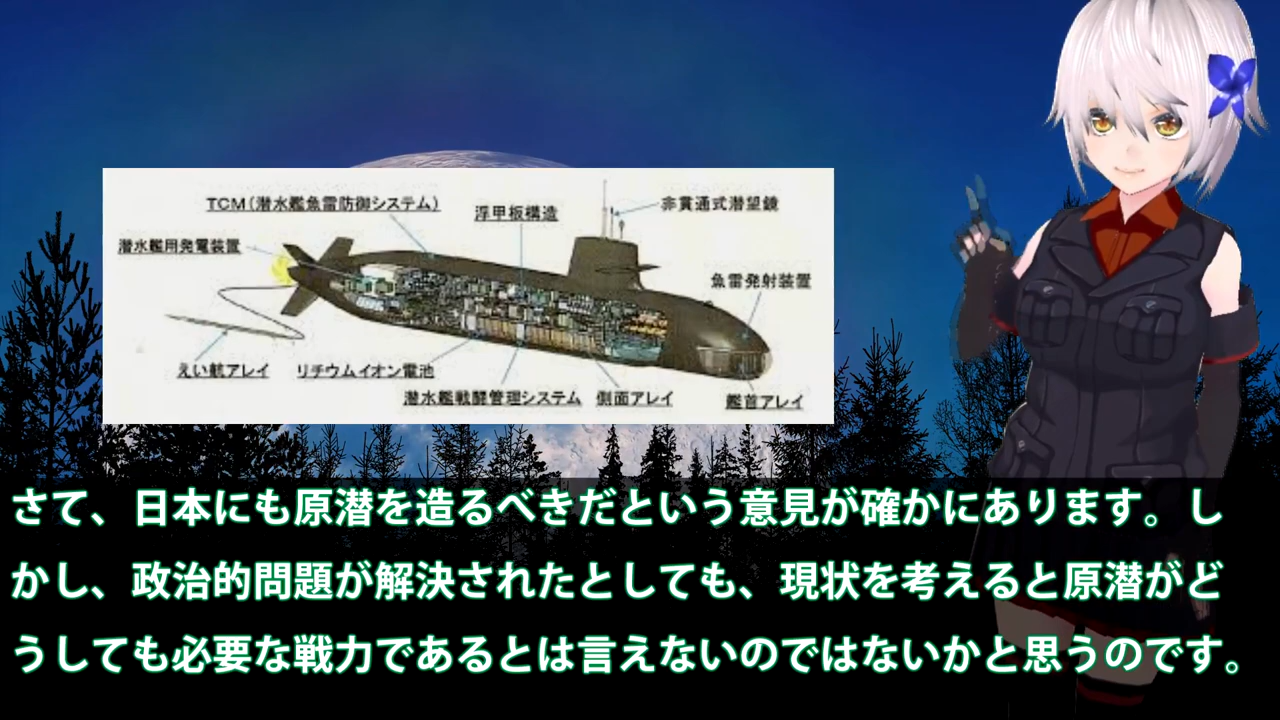 TCM(潜水艦魚雷防御システム)
浮甲板構造
非貫通式潜望鏡
潜水艦用発電装置
魚雷発射装置
えい航アレイ
リチウムイオン電池
潜水艦戦闘管理システム
側面アレイ
艦首アレイ
さて、日本にも原潜を造るべきだという意見が確かにあります。し
かし、政治的問題が解決されたとしても、現状を考えると原潜がど
うしても必要な戦力であるとは言えないのではないかと思うのです。